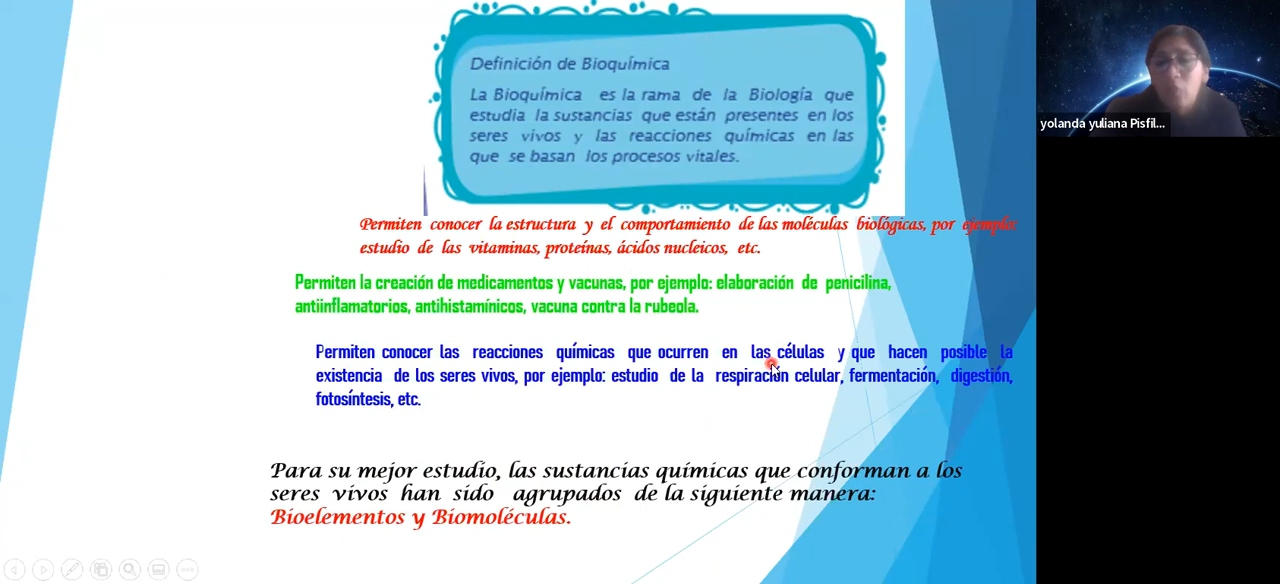 Definición de Bioquímica
La Bioquímica es la rama de la Biología que
estudia la sustancias que están presentes en los
seres vivos y las reacciones químicas en las
que se basan los procesos vitales.
yolanda yuliana Pisfil...
Permiten conocer la estructura y el comportamiento de las moléculas biológicas, por ejemplo:
estudio de las vitaminas, proteínas, ácidos nucleicos, etc.
Permiten la creación de medicamentos y vacunas, por ejemplo: elaboración de penicilina,
antiinflamatorios, antihistamínicos, vacuna contra la rubeola.
Permiten conocer las reacciones químicas que ocurren en las células y que hacen posible la
existencia de los seres vivos, por ejemplo: estudio de la respiración celular, fermentación, digestión,
fotosíntesis, etc.
Para su mejor estudio, las sustancias químicas que conforman a los
seres vivos han sido agrupados de la siguiente manera:
Bioelementos y Biomoléculas.